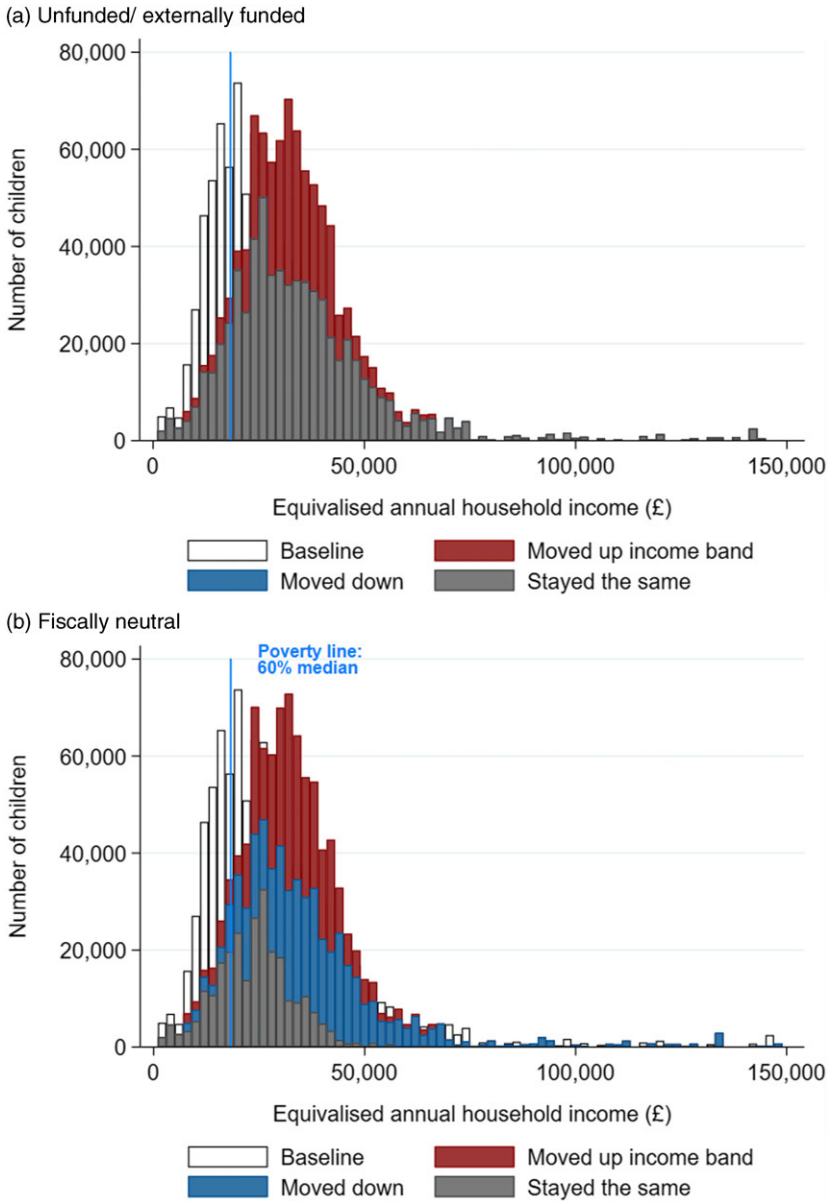 (a) Unfunded/ externally funded
80,000
60,000
40,000
20,000
0
Number of children
0 50,000 100,000 150,000
Equivalised annual household income (£)
Baseline Moved up income band
Moved down Stayed the same
(b) Fiscally neutral
Poverty line:
60% median
80,000
60,000
40,000
20,000
0
Number of children
0 50,000 100,000 150,000
Equivalised annual household income (£)
Baseline Moved up income band
Moved down Stayed the same